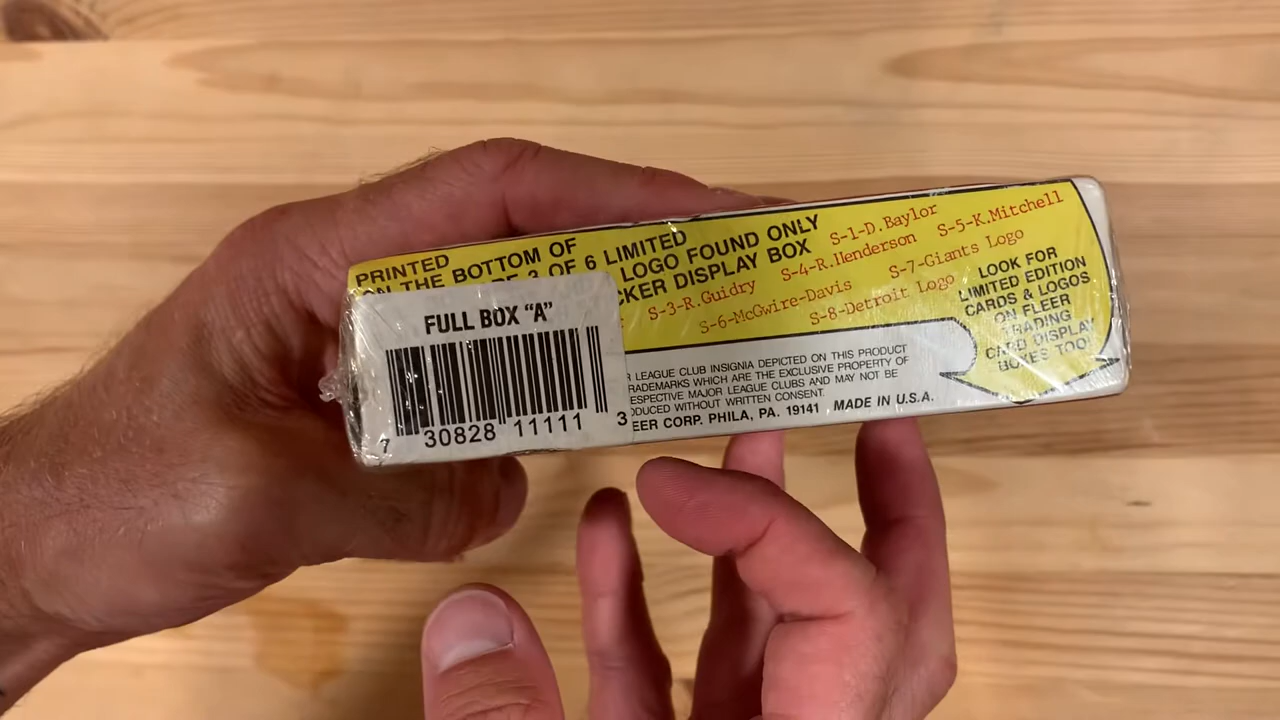 PRINTED
ON THE BOTTOM OF
3 OF 6 LIMITED
LOGO FOUND ONLY
CKER DISPLAY BOX
S-1-D.Baylor
S-3-R.Guidry
S-4-R.Henderson
S-5-K.Mitchell
S-6-McGwire-Davis
S-7-Giants Logo
S-8-Detroit Logo
LOOK FOR
LIMITED EDITION
CARDS & LOGOS
ON FLEER
TRADING
CARD DISPLAY
BOXES TOO!
FULL BOX "A"
7 30828 11111 3
R LEAGUE CLUB INSIGNIA DEPICTED ON THIS PRODUCT
RADEMARKS WHICH ARE THE EXCLUSIVE PROPERTY OF
ESPECTIVE MAJOR LEAGUE CLUBS AND MAY NOT BE
ODUCED WITHOUT WRITTEN CONSENT.
EER CORP. PHILA, PA. 19141 MADE IN U.S.A.